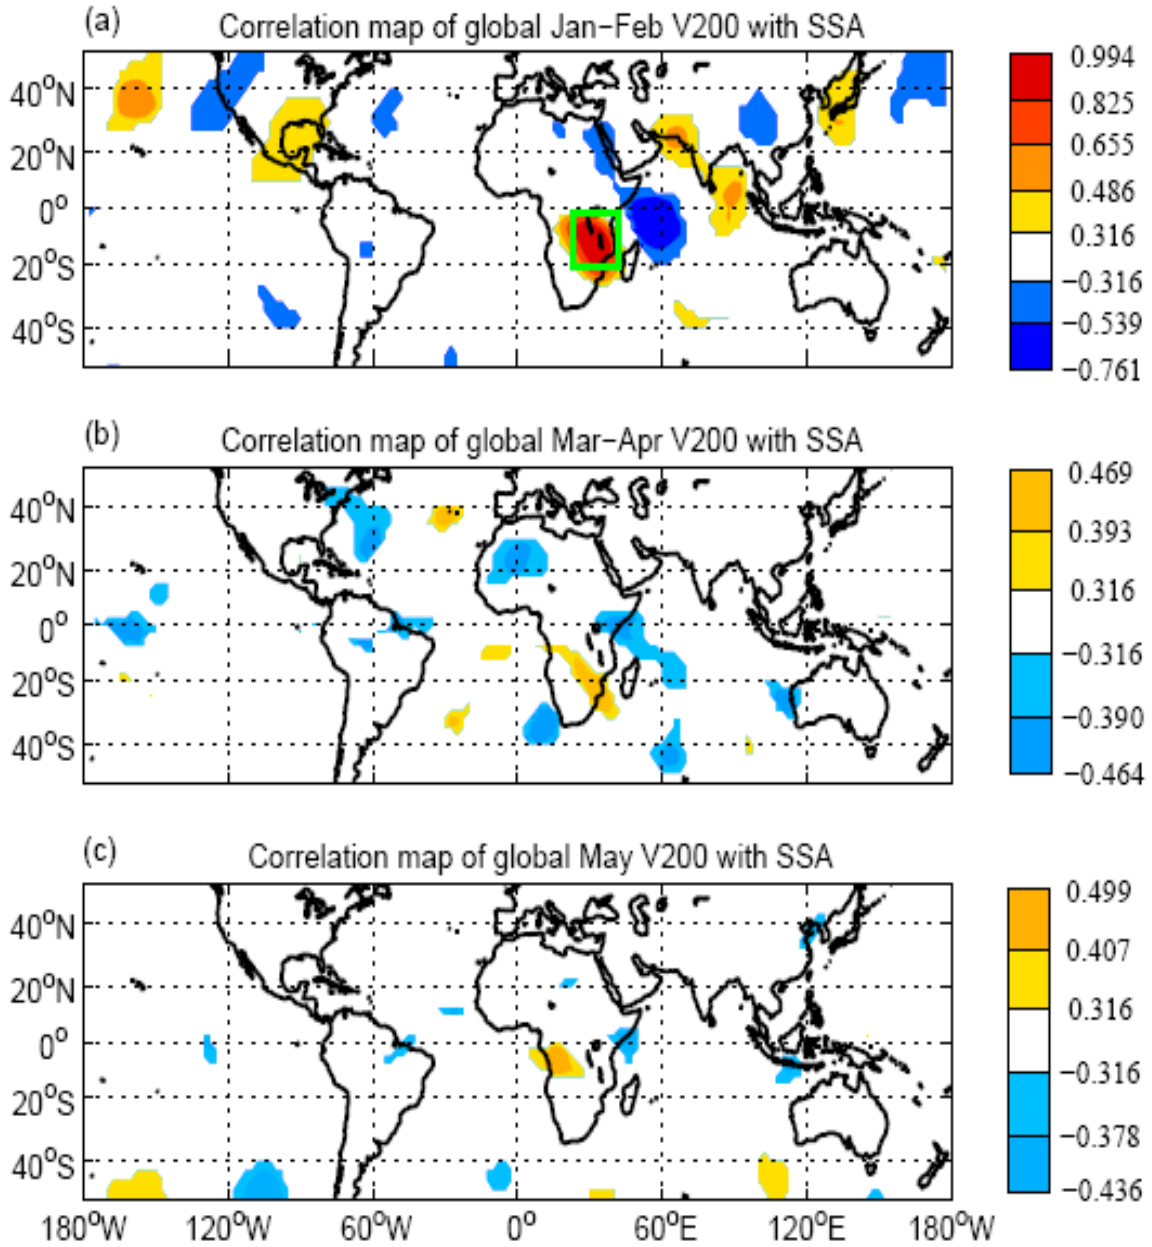 (a)
Correlation map of global Jan–Feb V200 with SSA
40°N
20°N
0°
20°S
40°S
0.994
0.825
0.655
0.486
0.316
−0.316
−0.539
−0.761
(b)
Correlation map of global Mar–Apr V200 with SSA
40°N
20°N
0°
20°S
40°S
0.469
0.393
0.316
−0.316
−0.390
−0.464
(c)
Correlation map of global May V200 with SSA
40°N
20°N
0°
20°S
40°S
0.499
0.407
0.316
−0.316
−0.378
−0.436
180°W 120°W 60°W 0° 60°E 120°E 180°W